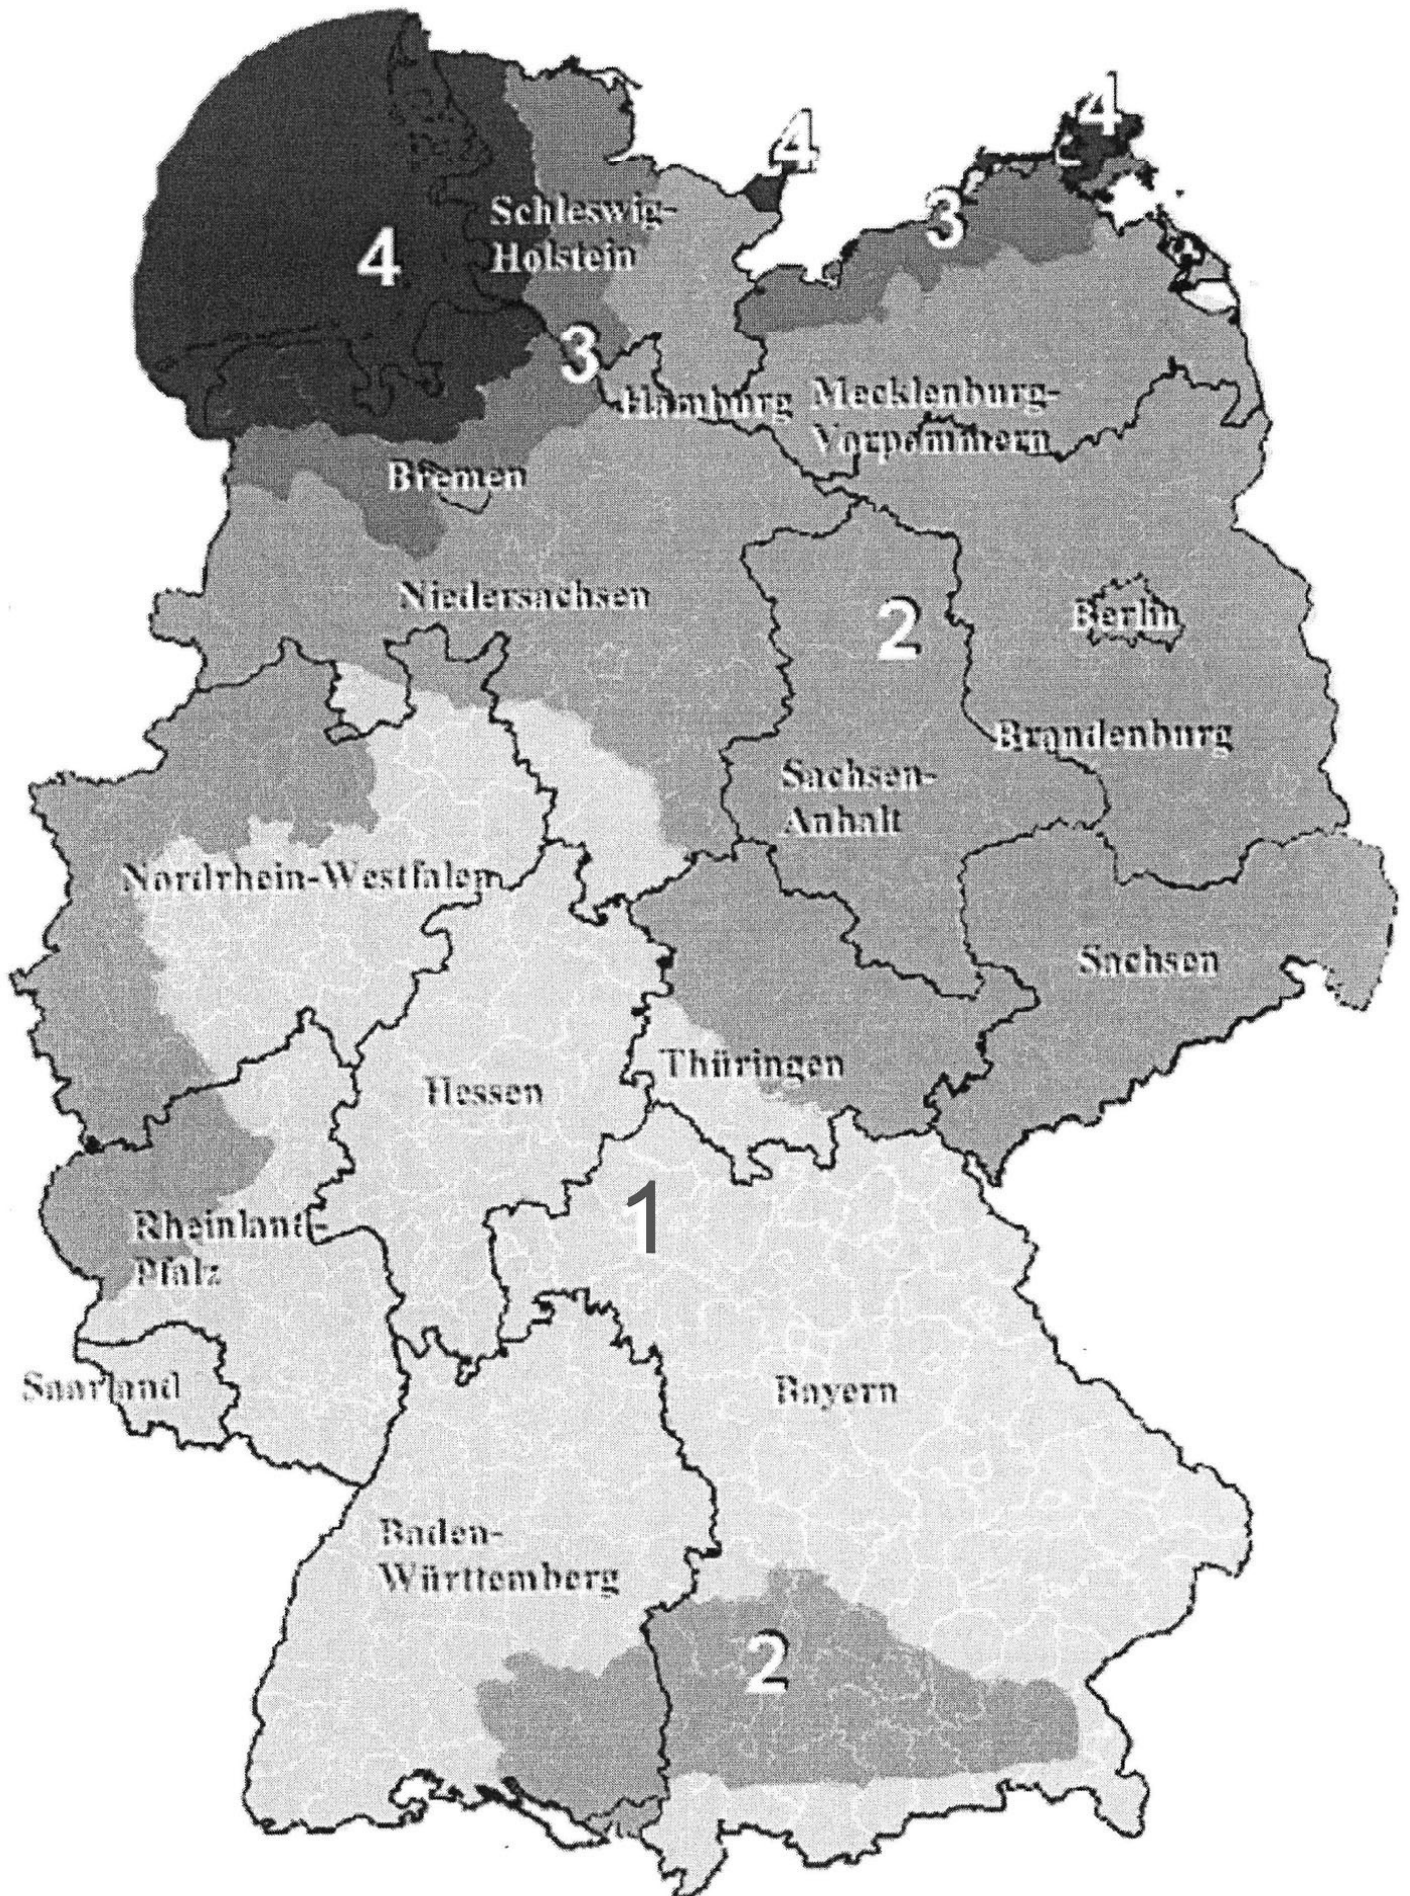 4
4
Schleswig-
Holstein
3
4
3
Hamburg
Mecklenburg-
Vorpommern
Bremen
Niedersachsen
2
Berlin
Brandenburg
Sachsen-
Anhalt
Nordrhein-Westfalen
Sachsen
Thüringen
Hessen
1
Rheinland-
Pfalz
Saarland
Bayern
Baden-
Württemberg
2